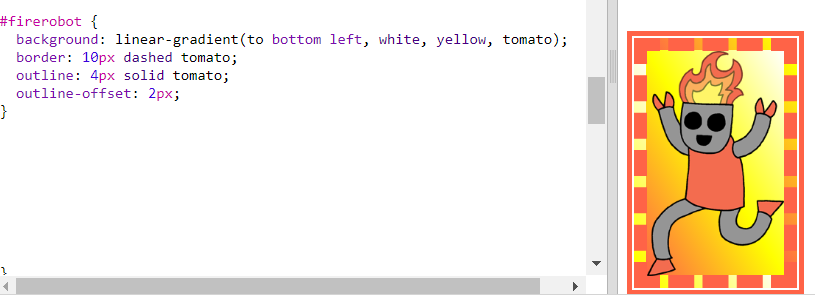 #firerobot {
  background: linear-gradient(to bottom left, white, yellow, tomato);
  border: 10px dashed tomato;
  outline: 4px solid tomato;
  outline-offset: 2px;
}
}